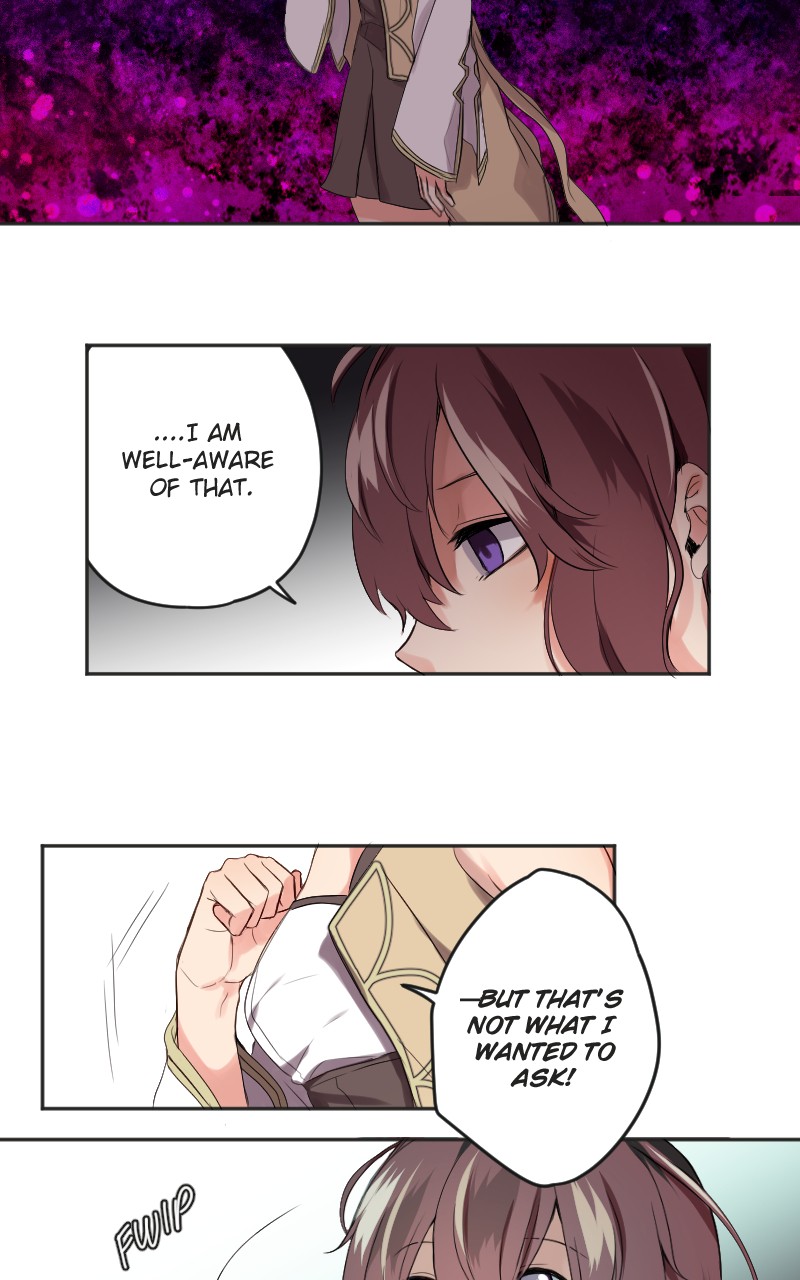 ....I AM
WELL-AWARE
OF THAT.
—BUT THAT'S
NOT WHAT I
WANTED TO
ASK!
FWIP